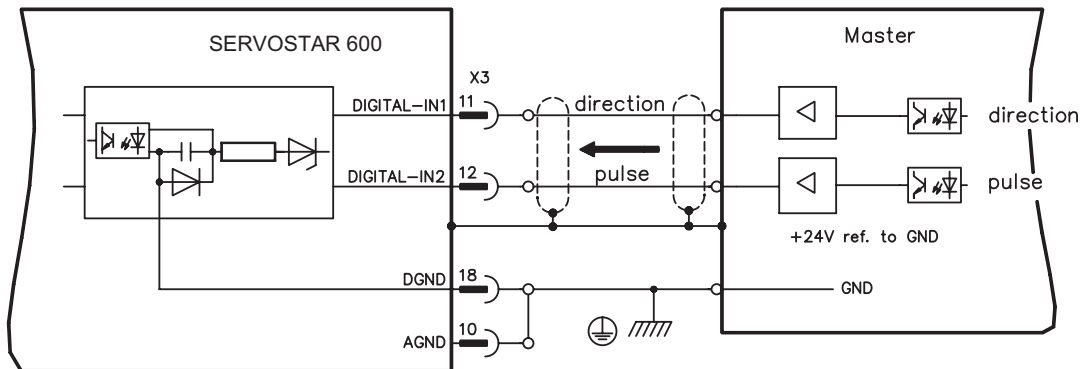 SERVOSTAR 600
Master
X3
DIGITAL-IN1
11
direction
direction
DIGITAL-IN2
12
pulse
pulse
+24V ref. to GND
DGND
18
GND
AGND
10